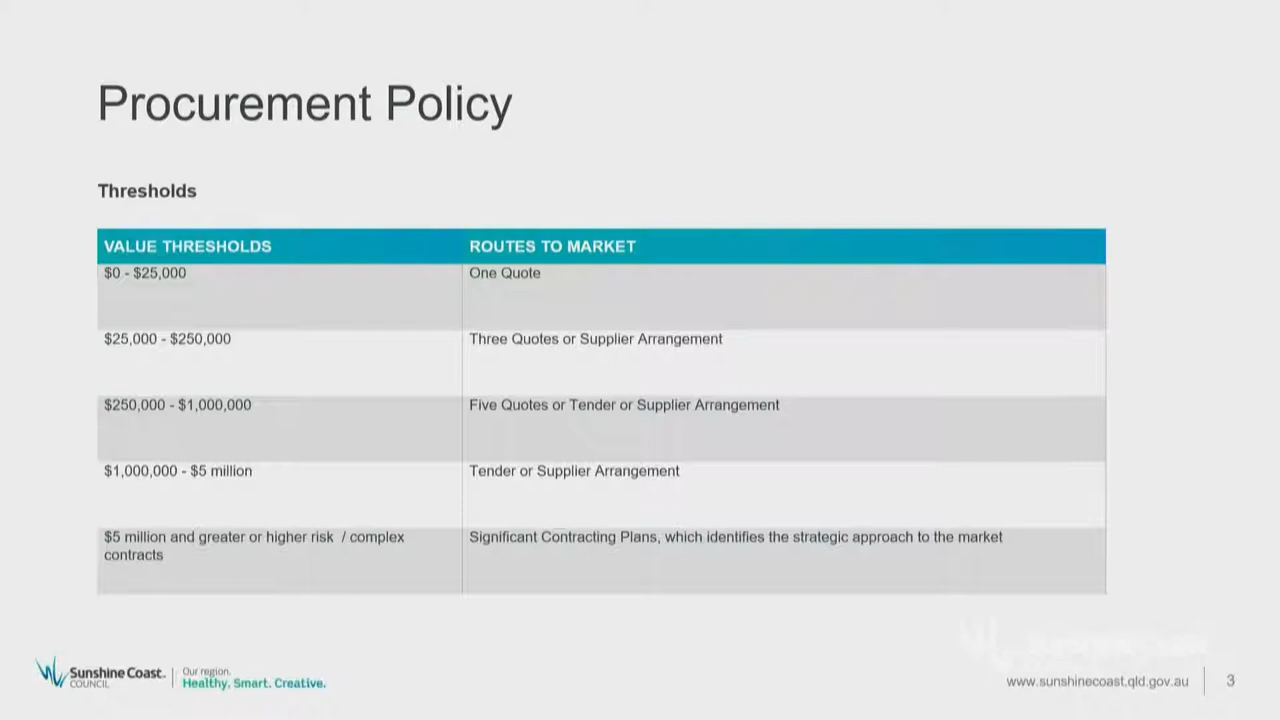 Procurement Policy
Thresholds
VALUE THRESHOLDS ROUTES TO MARKET
$0 - $25,000 One Quote
$25,000 - $250,000 Three Quotes or Supplier Arrangement
$250,000 - $1,000,000 Five Quotes or Tender or Supplier Arrangement
$1,000,000 - $5 million Tender or Supplier Arrangement
$5 million and greater or higher risk / complex Significant Contracting Plans, which identifies the strategic approach to the market
contracts
Sunshine Coast. Our region.
COUNCIL Healthy. Smart. Creative.
www.sunshinecoast.qld.gov.au 3